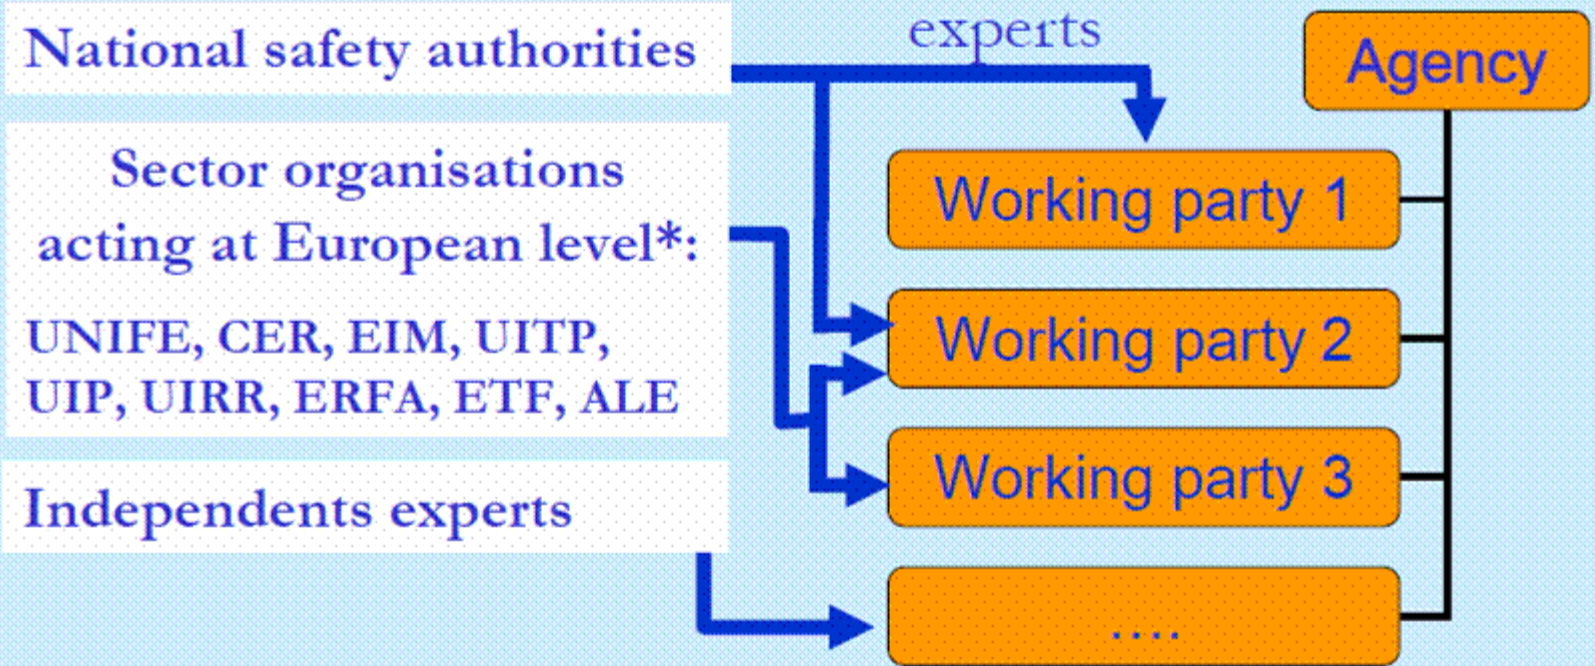 National safety authorities
experts
Agency
Sector organisations
acting at European level*:
UNIFE, CER, EIM, UITP,
UIP, UIRR, ERFA, ETF, ALE
Independents experts
Working party 1
Working party 2
Working party 3
....